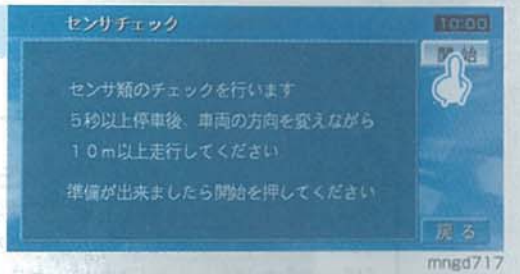 センサチェック
10:00
開始
センサ類のチェックを行います
5秒以上停車後、車両の方向を変えながら
10m以上走行してください
準備が出来ましたら開始を押してください
戻る
mngd717